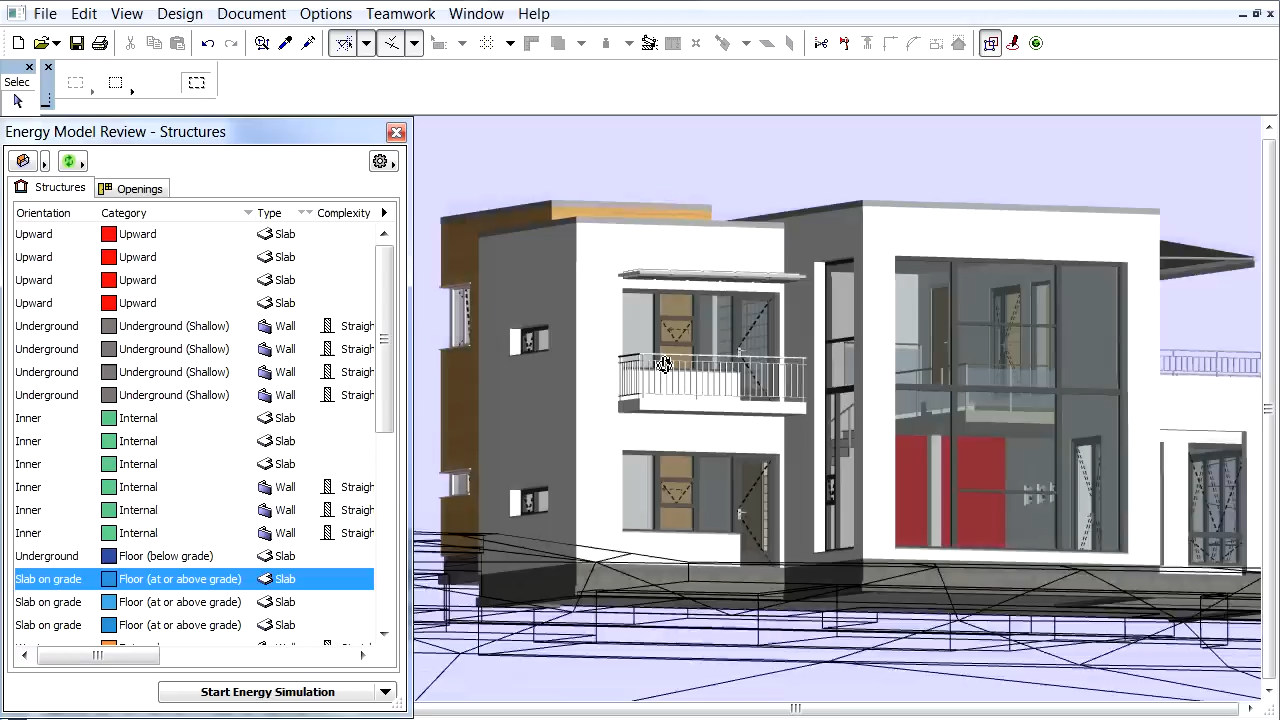 File Edit View Design Document Options Teamwork Window Help
Selec
Energy Model Review - Structures
Structures Openings
Orientation Category Type Complexity
Upward Upward Slab
Upward Upward Slab
Upward Upward Slab
Upward Upward Slab
Underground Underground (Shallow) Wall Straigh
Underground Underground (Shallow) Wall Straigh
Underground Underground (Shallow) Wall Straigh
Underground Underground (Shallow) Wall Straigh
Inner Internal Slab
Inner Internal Slab
Inner Internal Slab
Inner Internal Wall Straigh
Inner Internal Wall Straigh
Inner Internal Wall Straigh
Underground Floor (below grade) Slab
Slab on grade Floor (at or above grade) Slab
Slab on grade Floor (at or above grade) Slab
Slab on grade Floor (at or above grade) Slab
Start Energy Simulation